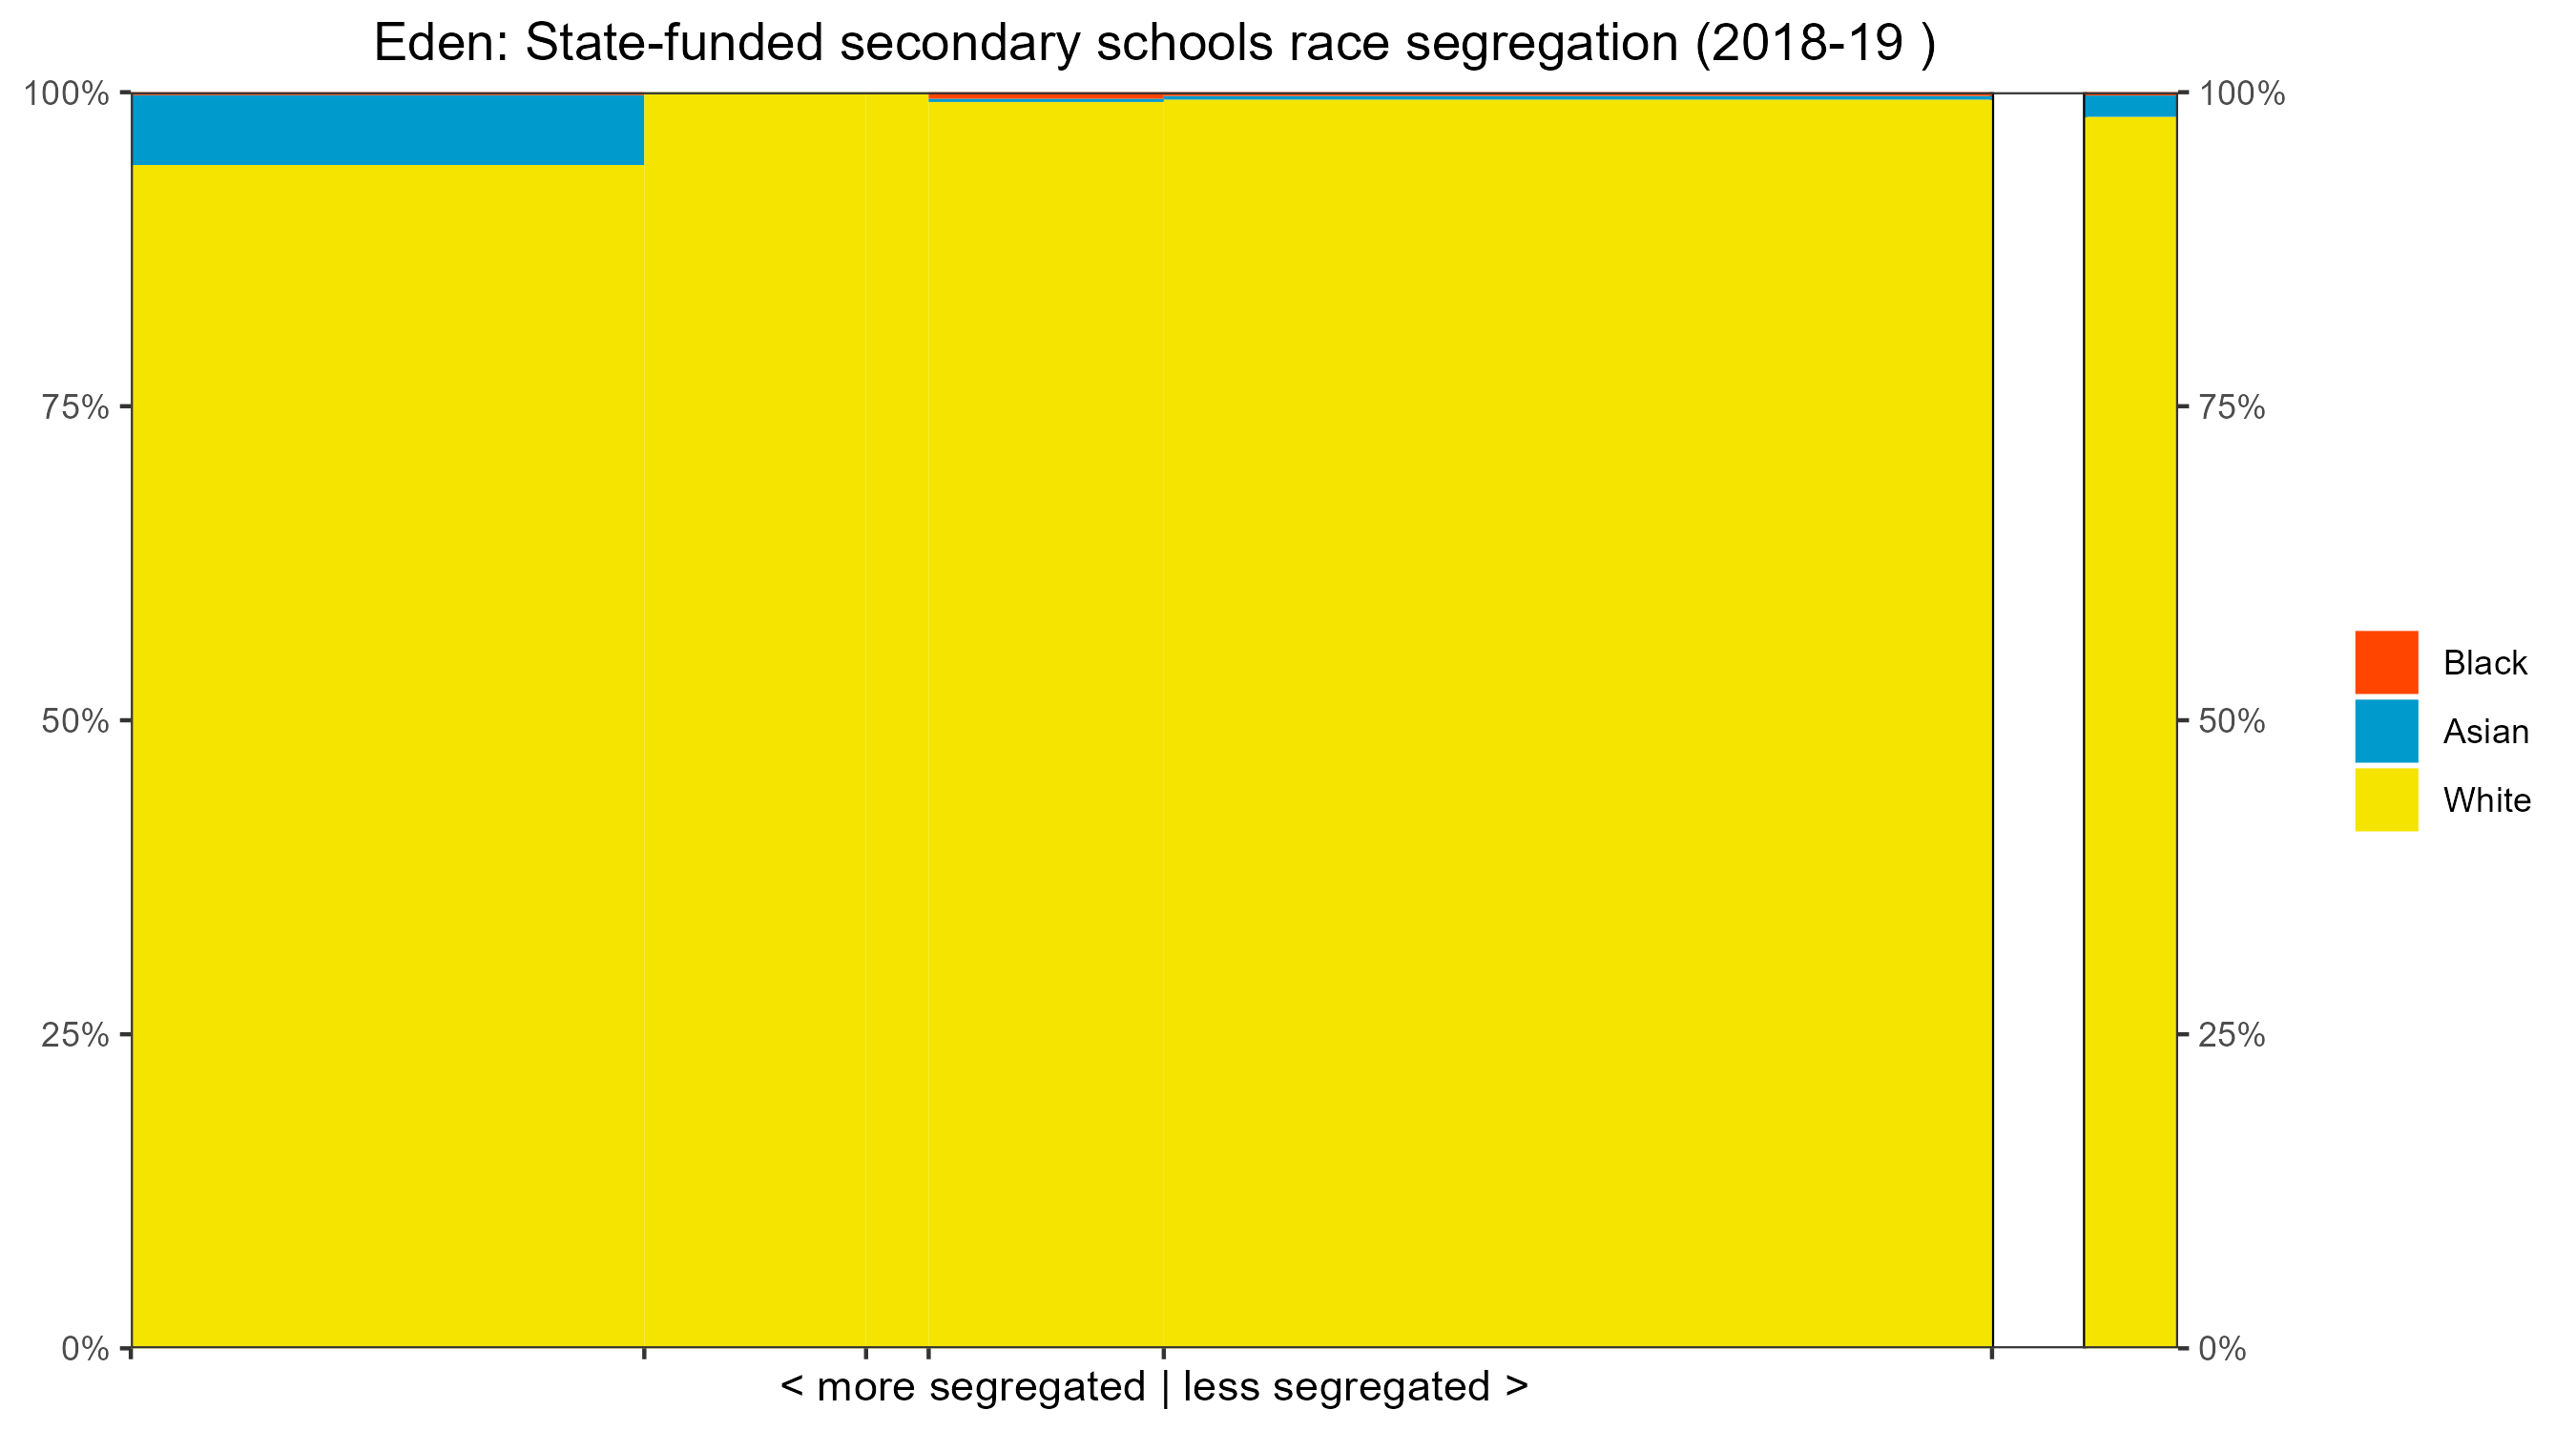 Eden: State-funded secondary schools race segregation (2018-19 )
100%
75%
50%
25%
0%
100%
75%
50%
25%
0%
Black
Asian
White
< more segregated | less segregated >